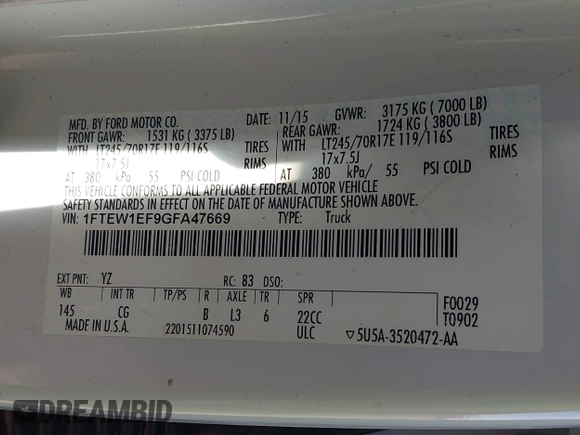 MFD. BY FORD MOTOR CO.
DATE: 11/15 GVWR: 3175 KG ( 7000 LB)
FRONT GAWR: 1531 KG ( 3375 LB)
REAR GAWR: 1724 KG ( 3800 LB)
WITH LT245/70R17E 119/116S TIRES
WITH LT245/70R17E 119/116S TIRES
17x7.5J RIMS
17x7.5J RIMS
AT 380 kPa/ 55 PSI COLD
AT 380 kPa/ 55 PSI COLD
THIS VEHICLE CONFORMS TO ALL APPLICABLE FEDERAL MOTOR VEHICLE
SAFETY STANDARDS IN EFFECT ON THE DATE OF MANUFACTURE SHOWN ABOVE.
VIN: 1FTEW1EF9GFA47669 TYPE: Truck
EXT PNT: YZ RC: 83 DSO:
WB INT TR TP/PS R AXLE TR SPR
145 CG B L3 6 22CC
F0029
T0902
MADE IN U.S.A. 2201511074590 ULC ▽5U5A-3520472-AA
DREAMBID